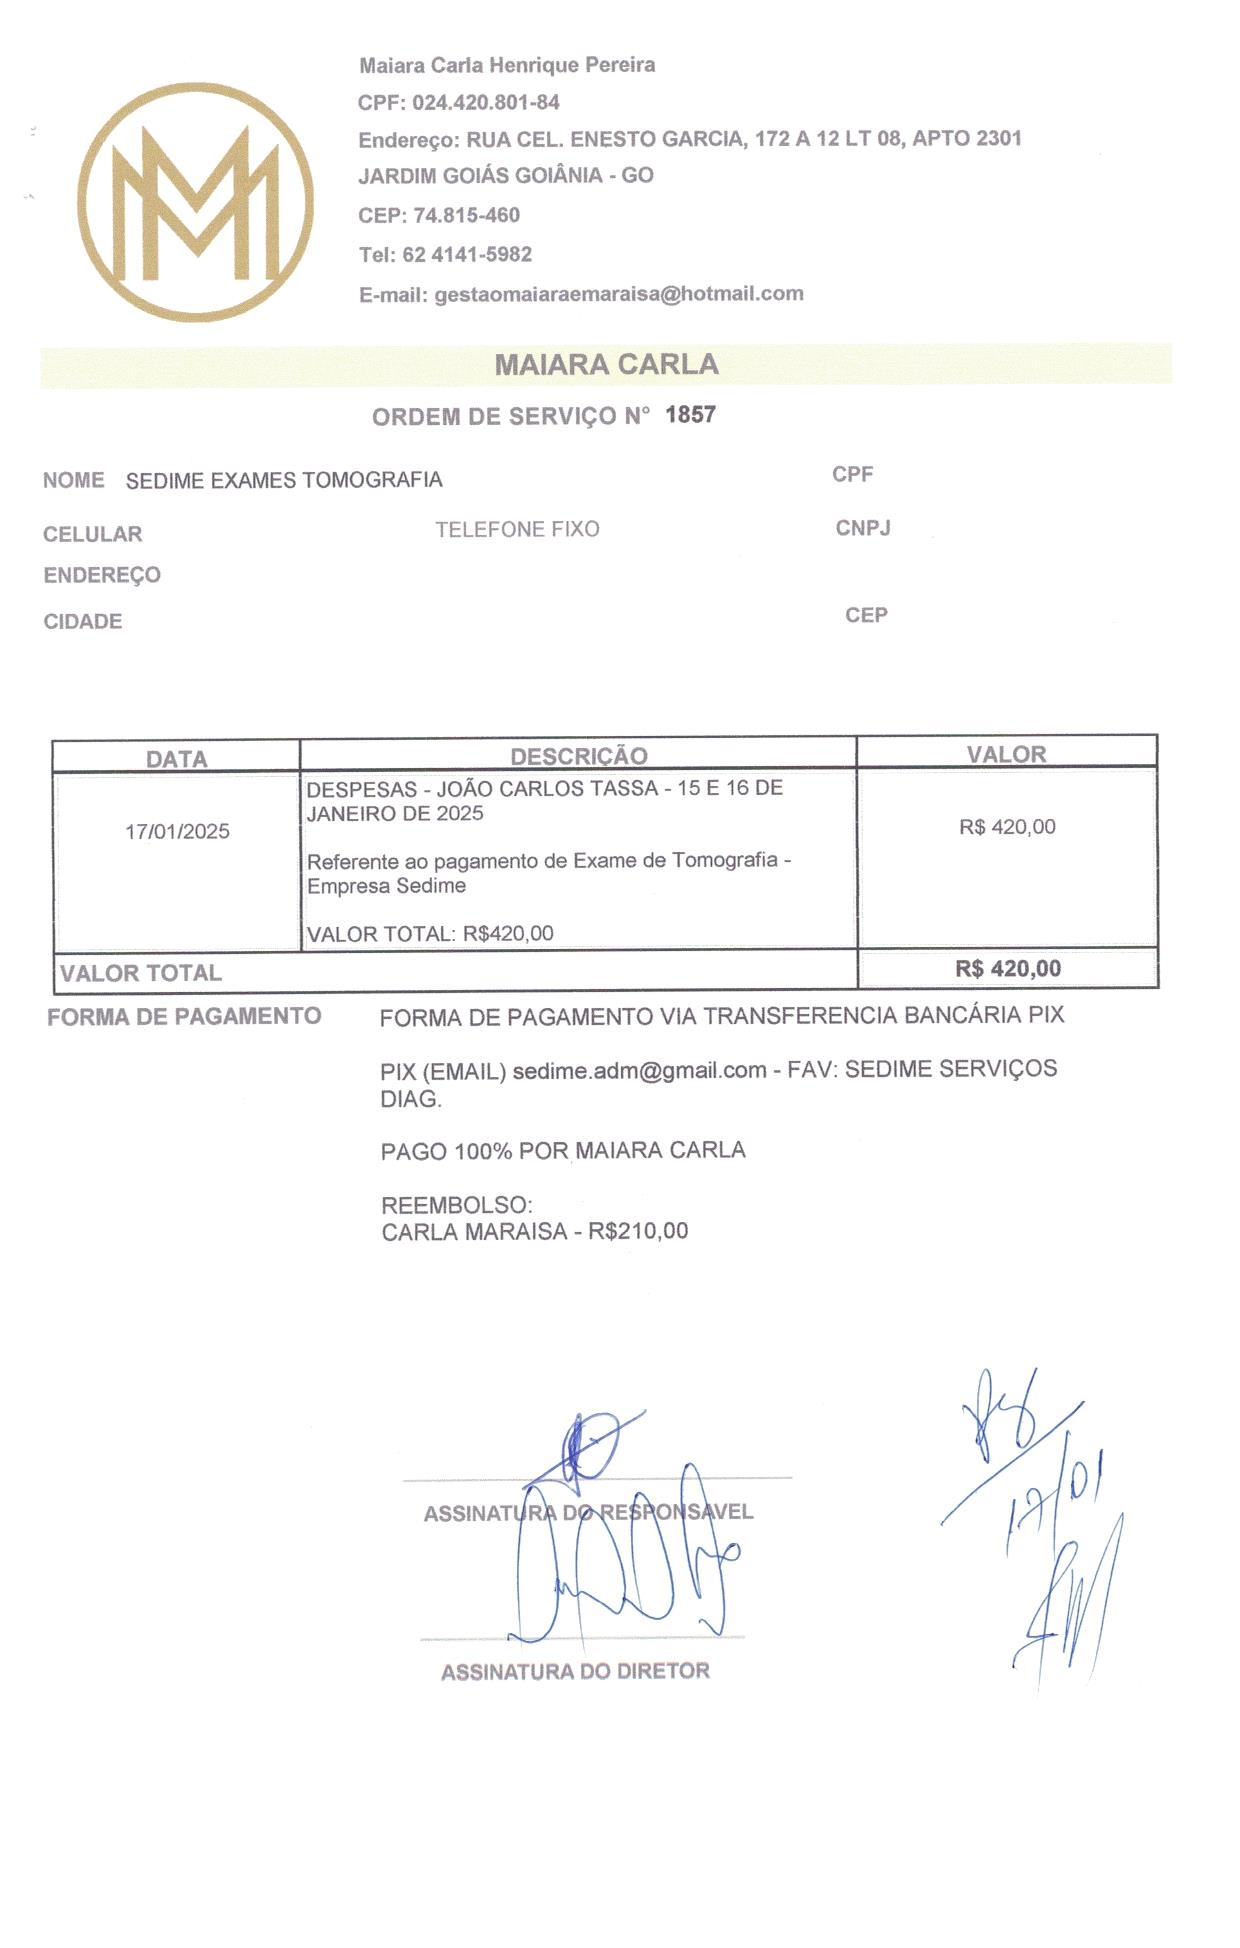 Maiara Carla Henrique Pereira
CPF: 024.420.801-84
Endereço: RUA CEL. ENESTO GARCIA, 172 A 12 LT 08, APTO 2301
JARDIM GOIÁS GOIÂNIA - GO
CEP: 74.815-460
Tel: 62 4141-5982
E-mail: gestaomaiaraemaraisa@hotmail.com
MAIARA CARLA
ORDEM DE SERVIÇO N° 1857
NOME SEDIME EXAMES TOMOGRAFIA CPF
CELULAR TELEFONE FIXO CNPJ
ENDEREÇO
CIDADE CEP
DATA DESCRIÇÃO VALOR
DESPESAS - JOÃO CARLOS TASSA - 15 E 16 DE
JANEIRO DE 2025
17/01/2025 R$ 420,00
Referente ao pagamento de Exame de Tomografia -
Empresa Sedime
VALOR TOTAL: R$420,00
VALOR TOTAL R$ 420,00
FORMA DE PAGAMENTO FORMA DE PAGAMENTO VIA TRANSFERENCIA BANCÁRIA PIX
PIX (EMAIL) sedime.adm@gmail.com - FAV: SEDIME SERVIÇOS
DIAG.
PAGO 100% POR MAIARA CARLA
REEMBOLSO:
CARLA MARAISA - R$210,00
17/01
ASSINATURA DO RESPONSAVEL
ASSINATURA DO DIRETOR